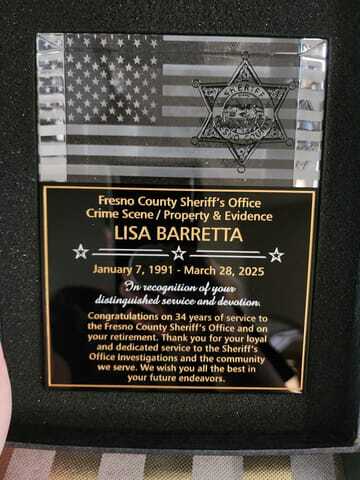 SHERIFF
Fresno County Sheriff's Office
Crime Scene / Property & Evidence
LISA BARRETTA
January 7, 1991 - March 28, 2025
In recognition of your
distinguished service and devotion.
Congratulations on 34 years of service to
the Fresno County Sheriff's Office and on
your retirement. Thank you for your loyal
and dedicated service to the Sheriff's
Office Investigations and the community
we serve. We wish you all the best in
your future endeavors.